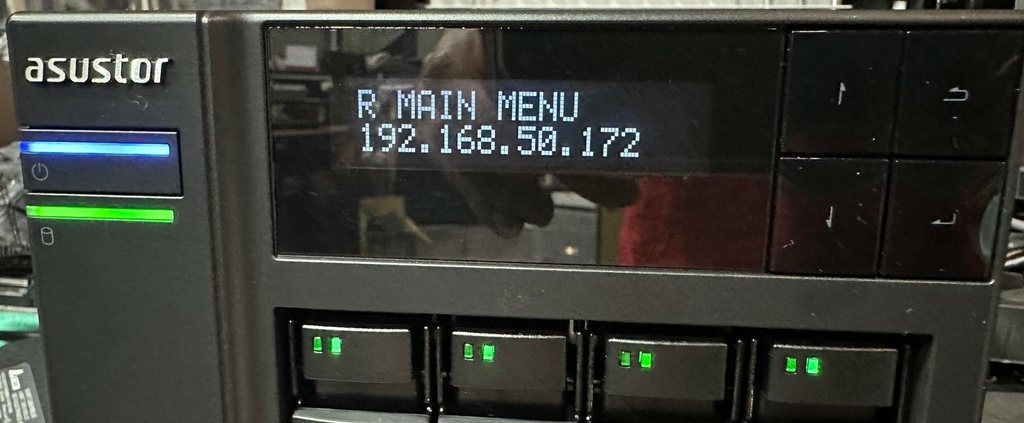 asustor
R MAIN MENU
192.168.50.172